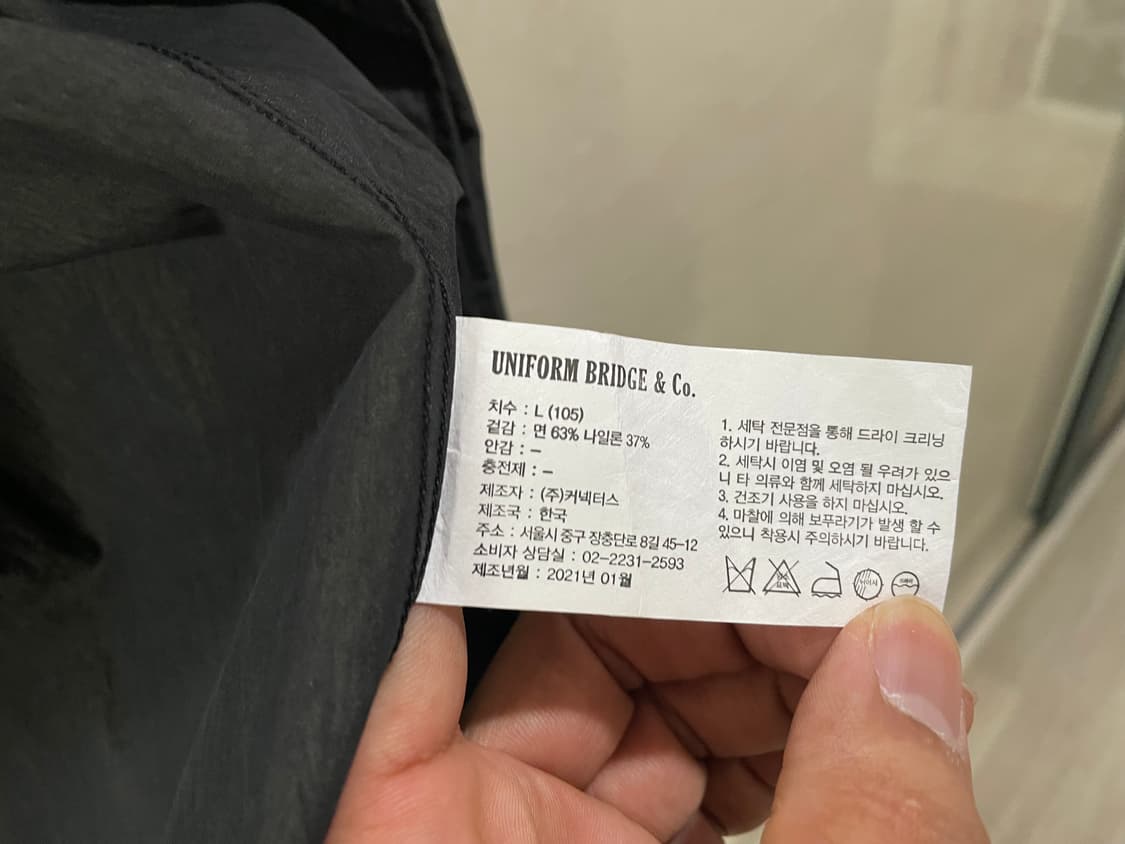 UNIFORM BRIDGE & Co.
치수 : L (105)
겉감 : 면 63% 나일론 37%
안감 : –
충전제 : –
제조자 : (주)커넥터스
제조국 : 한국
주소 : 서울시 중구 장충단로 8길 45-12
소비자 상담실 : 02-2231-2593
제조년월 : 2021년 01월
1. 세탁 전문점을 통해 드라이 크리닝
하시기 바랍니다.
2. 세탁시 이염 및 오염 될 우려가 있으
니 타 의류와 함께 세탁하지 마십시오.
3. 건조기 사용을 하지 마십시오.
4. 마찰에 의해 보푸라기가 발생 할 수
있으니 착용시 주의하시기 바랍니다.